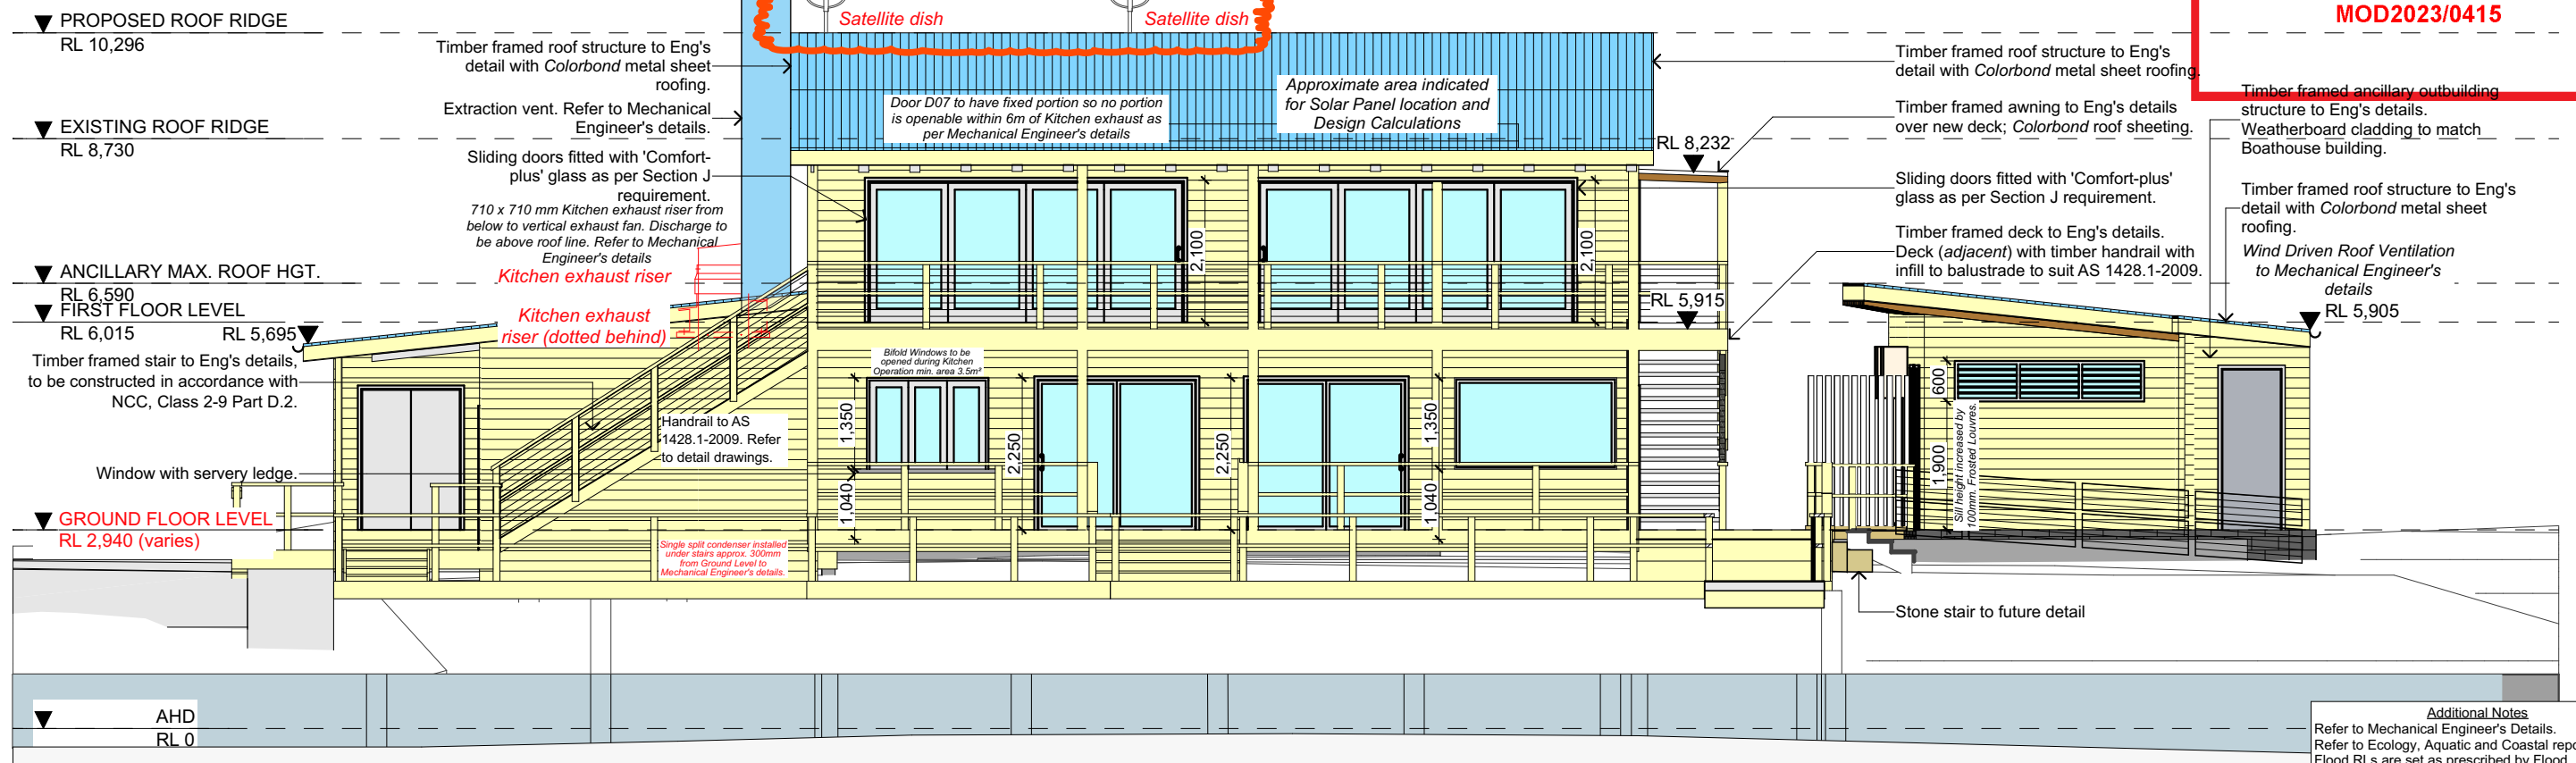 PROPOSED ROOF RIDGE
RL 10,296
EXISTING ROOF RIDGE
RL 8,730
ANCILLARY MAX. ROOF HGT.
RL 6,590
FIRST FLOOR LEVEL
RL 6,015
RL 5,695
Timber framed stair to Eng's details,
to be constructed in accordance with
NCC, Class 2-9 Part D.2.
Window with servery ledge.
GROUND FLOOR LEVEL
RL 2,940 (varies)
AHD
RL 0
Satellite dish
Satellite dish
Timber framed roof structure to Eng's
detail with Colorbond metal sheet
roofing.
Extraction vent. Refer to Mechanical
Engineer's details.
Sliding doors fitted with 'Comfort-
plus' glass as per Section J
requirement.
710 x 710 mm Kitchen exhaust riser from
below to vertical exhaust fan. Discharge to
be above roof line. Refer to Mechanical
Engineer's details
Kitchen exhaust riser
Kitchen exhaust
riser (dotted behind)
Handrail to AS
1428.1-2009. Refer
to detail drawings.
Single split condenser installed
under stairs approx. 300mm
from Ground Level to
Mechanical Engineer's details.
Door D07 to have fixed portion so no portion
is openable within 6m of Kitchen exhaust as
per Mechanical Engineer's details
Approximate area indicated
for Solar Panel location and
Design Calculations
2,100
2,100
Bifold Windows to be
opened during Kitchen
Operation min. area 3.5m²
1,350
1,040
2,250
2,250
1,350
1,040
RL 8,232
RL 5,915
MOD2023/0415
Timber framed roof structure to Eng's
detail with Colorbond metal sheet roofing.
Timber framed awning to Eng's details
over new deck; Colorbond roof sheeting.
Sliding doors fitted with 'Comfort-plus'
glass as per Section J requirement.
Timber framed deck to Eng's details.
Deck (adjacent) with timber handrail with
infill to balustrade to suit AS 1428.1-2009.
Timber framed ancillary outbuilding
structure to Eng's details.
Weatherboard cladding to match
Boathouse building.
Timber framed roof structure to Eng's
detail with Colorbond metal sheet
roofing.
Wind Driven Roof Ventilation
to Mechanical Engineer's
details
RL 5,905
600
1,900
Sill height increased by
100mm. Frosted Louvres.
Stone stair to future detail
Additional Notes
Refer to Mechanical Engineer's Details.
Refer to Ecology, Aquatic and Coastal repo
Flood RLs are set as prescribed by Flood